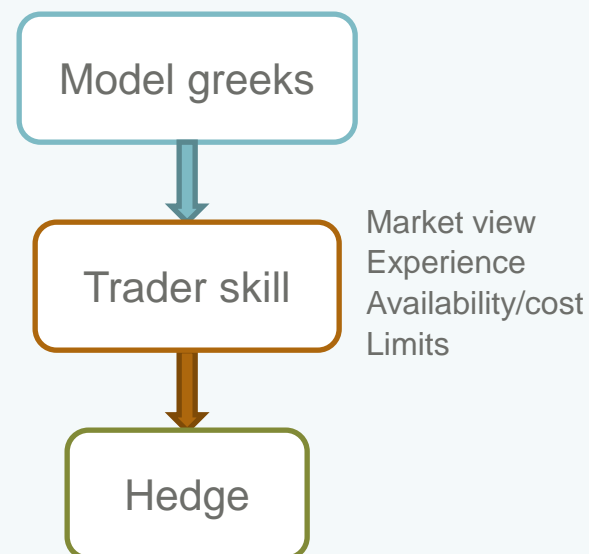 Model greeks
Trader skill
Market view
Experience
Availability/cost
Limits
Hedge